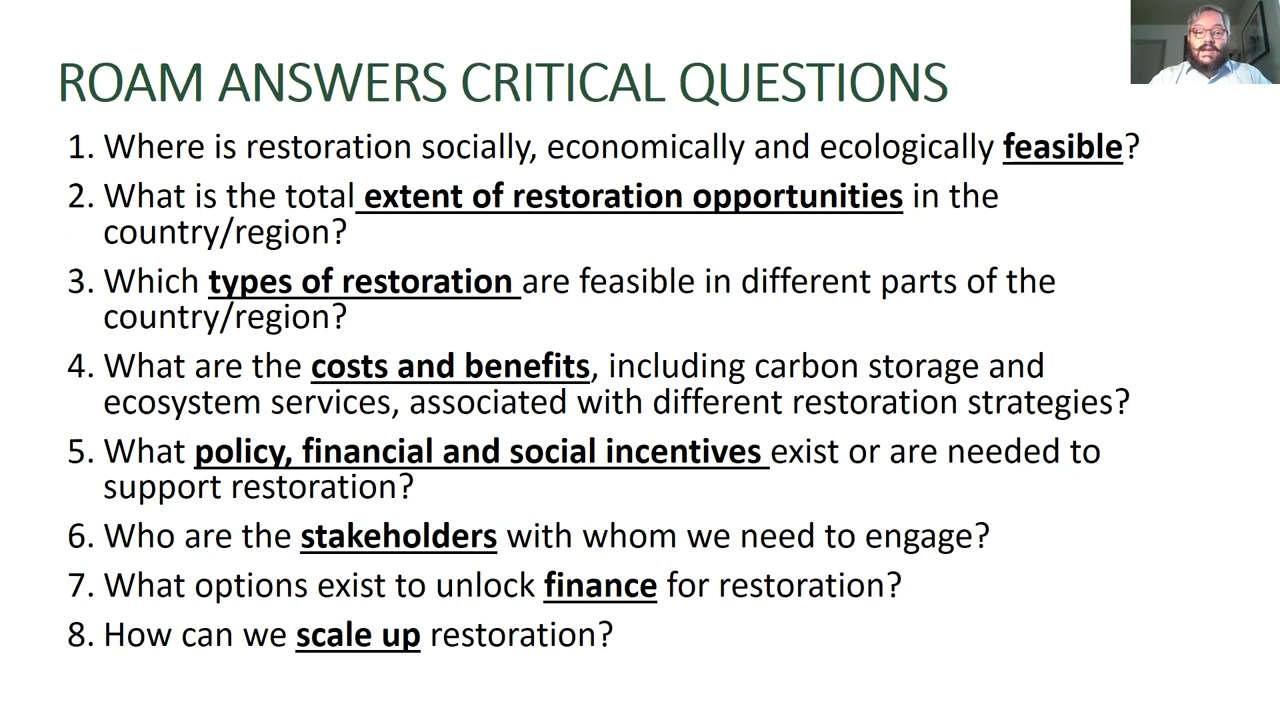 ROAM ANSWERS CRITICAL QUESTIONS
1. Where is restoration socially, economically and ecologically feasible?
2. What is the total extent of restoration opportunities in the
country/region?
3. Which types of restoration are feasible in different parts of the
country/region?
4. What are the costs and benefits, including carbon storage and
ecosystem services, associated with different restoration strategies?
5. What policy, financial and social incentives exist or are needed to
support restoration?
6. Who are the stakeholders with whom we need to engage?
7. What options exist to unlock finance for restoration?
8. How can we scale up restoration?